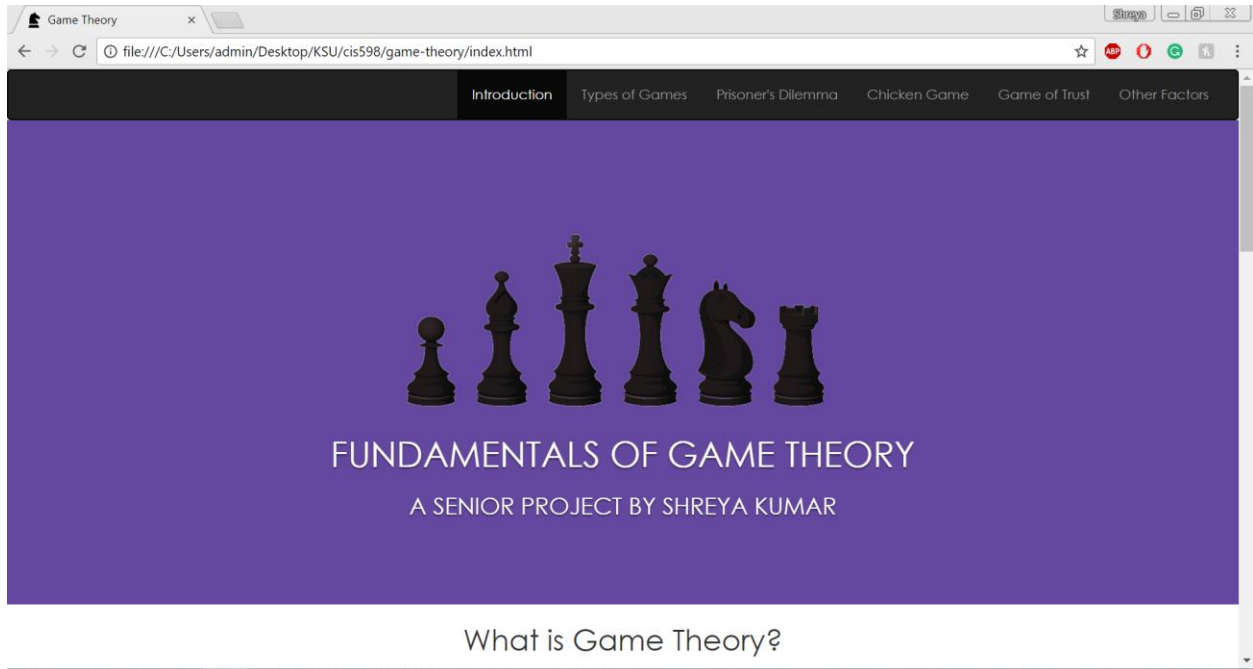 Game Theory
Shreya
file:///C:/Users/admin/Desktop/KSU/cis598/game-theory/index.html
ABP
Introduction Types of Games Prisoner's Dilemma Chicken Game Game of Trust Other Factors
FUNDAMENTALS OF GAME THEORY
A SENIOR PROJECT BY SHREYA KUMAR
What is Game Theory?